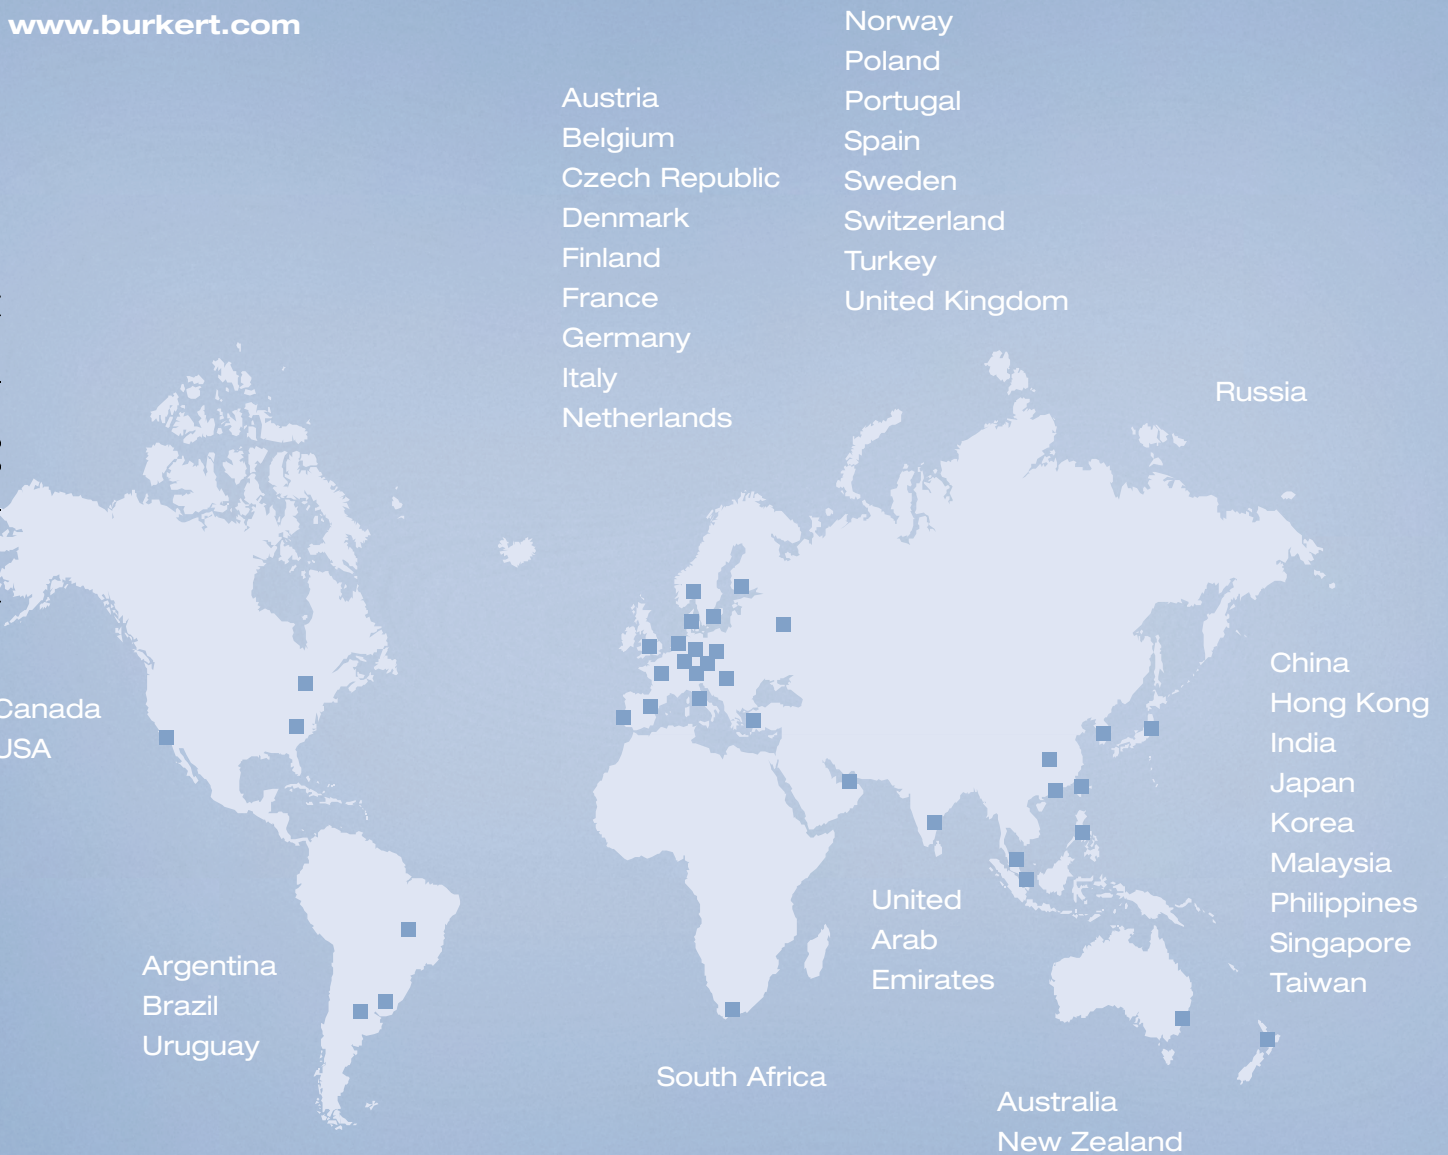 www.burkert.com
Austria
Belgium
Czech Republic
Denmark
Finland
France
Germany
Italy
Netherlands
Norway
Poland
Portugal
Spain
Sweden
Switzerland
Turkey
United Kingdom
Russia
Canada
USA
China
Hong Kong
India
Japan
Korea
Malaysia
Philippines
Singapore
Taiwan
Argentina
Brazil
Uruguay
United
Arab
Emirates
South Africa
Australia
New Zealand